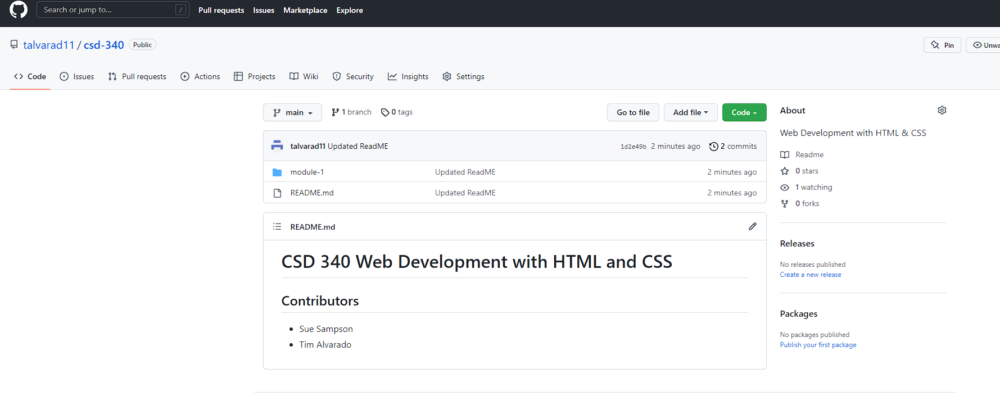 Search or jump to... /
Pull requests Issues Marketplace Explore
talvarad11 / csd-340 Public
Pin
Unwa
Code Issues Pull requests Actions Projects Wiki Security Insights Settings
main 1 branch 0 tags
Go to file Add file Code
talvarad11 Updated ReadME 1d2e49b 2 minutes ago 2 commits
module-1 Updated ReadME 2 minutes ago
README.md Updated ReadME 2 minutes ago
README.md
CSD 340 Web Development with HTML and CSS
Contributors
Sue Sampson
Tim Alvarado
About
Web Development with HTML & CSS
Readme
0 stars
1 watching
0 forks
Releases
No releases published
Create a new release
Packages
No packages published
Publish your first package